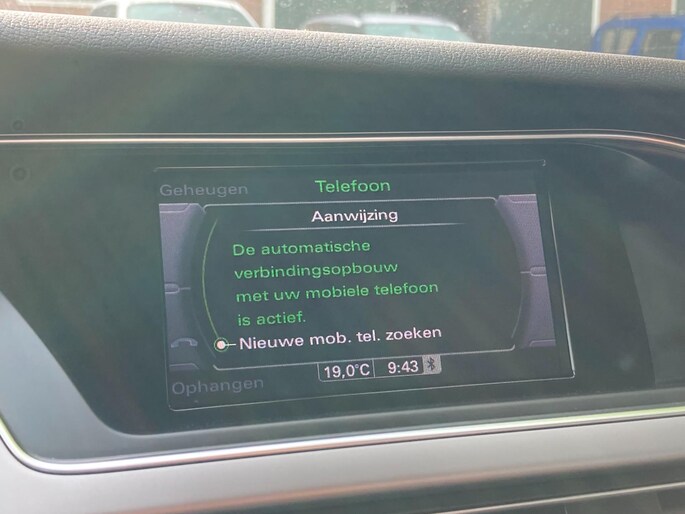 Geheugen
Telefoon
Aanwijzing
De automatische
verbindingsopbouw
met uw mobiele telefoon
is actief.
Nieuwe mob. tel. zoeken
Ophangen
19,0°C 9:43